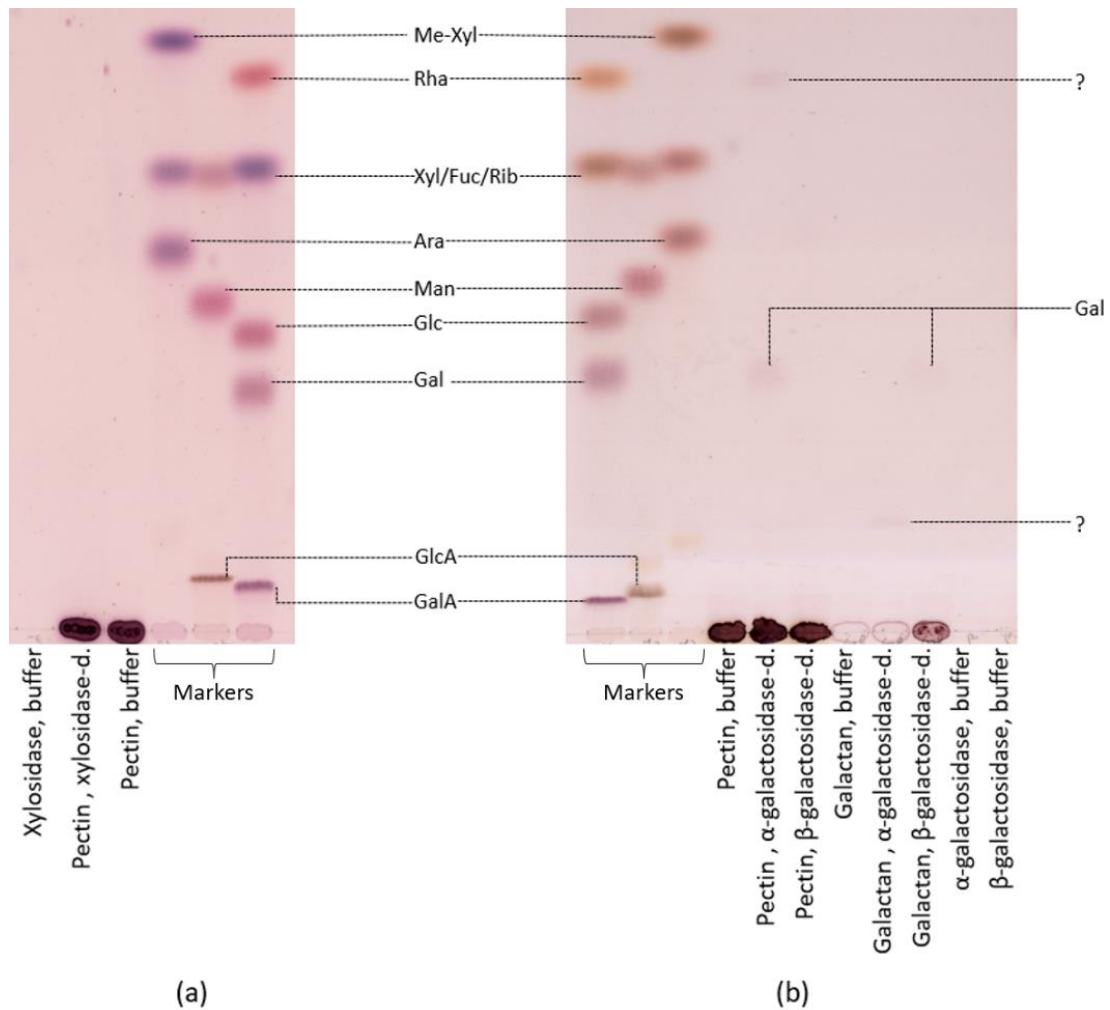 Me-Xyl
Rha
?
Xyl/Fuc/Rib
Ara
Man
Gal
Glc
Gal
?
GlcA
GalA
Markers
Markers
Xylosidase, buffer
Pectin , xylosidase-d.
Pectin, buffer
Pectin, buffer
Pectin , α-galactosidase-d.
Pectin, β-galactosidase-d.
Galactan, buffer
Galactan , α-galactosidase-d.
Galactan, β-galactosidase-d.
α-galactosidase, buffer
β-galactosidase, buffer
(a)
(b)